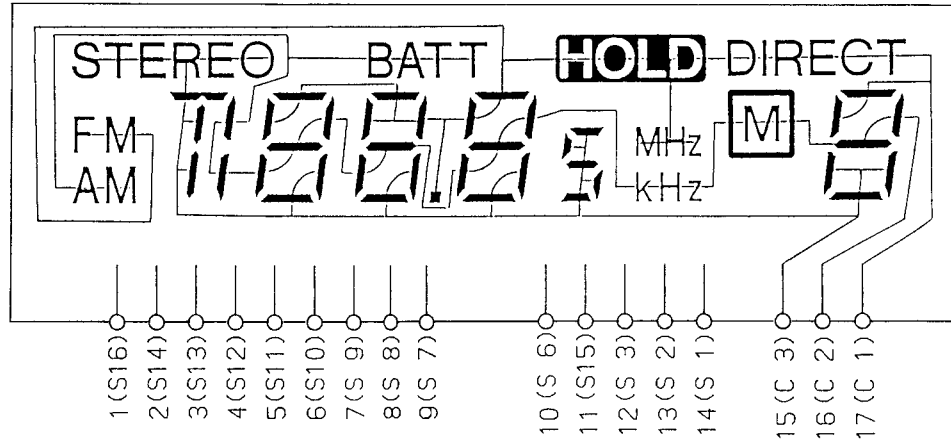 STEREO BATT HOLD DIRECT
FM MHz M
AM kHz
1(S16)
2(S14)
3(S13)
4(S12)
5(S11)
6(S10)
7(S 9)
8(S 8)
9(S 7)
10(S 6)
11(S15)
12(S 3)
13(S 2)
14(S 1)
15(C 3)
16(C 2)
17(C 1)